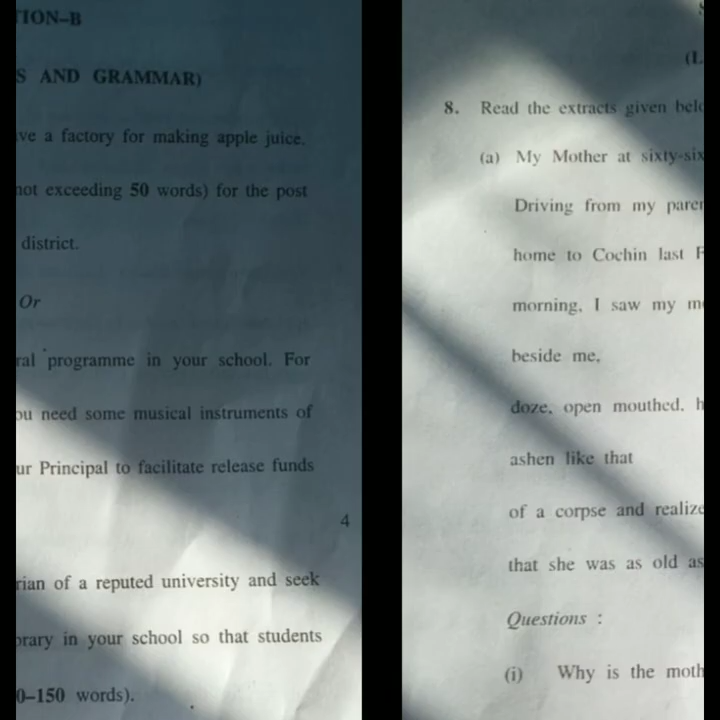 TION–B
S AND GRAMMAR)
ve a factory for making apple juice.
not exceeding 50 words) for the post
district.
Or
ral programme in your school. For
ou need some musical instruments of
ur Principal to facilitate release funds
4
rian of a reputed university and seek
brary in your school so that students
0–150 words).
(L
8. Read the extracts given belo
(a) My Mother at sixty-six
Driving from my paren
home to Cochin last F
morning, I saw my m
beside me,
doze, open mouthed, h
ashen like that
of a corpse and realize
that she was as old as
Questions :
(i) Why is the moth